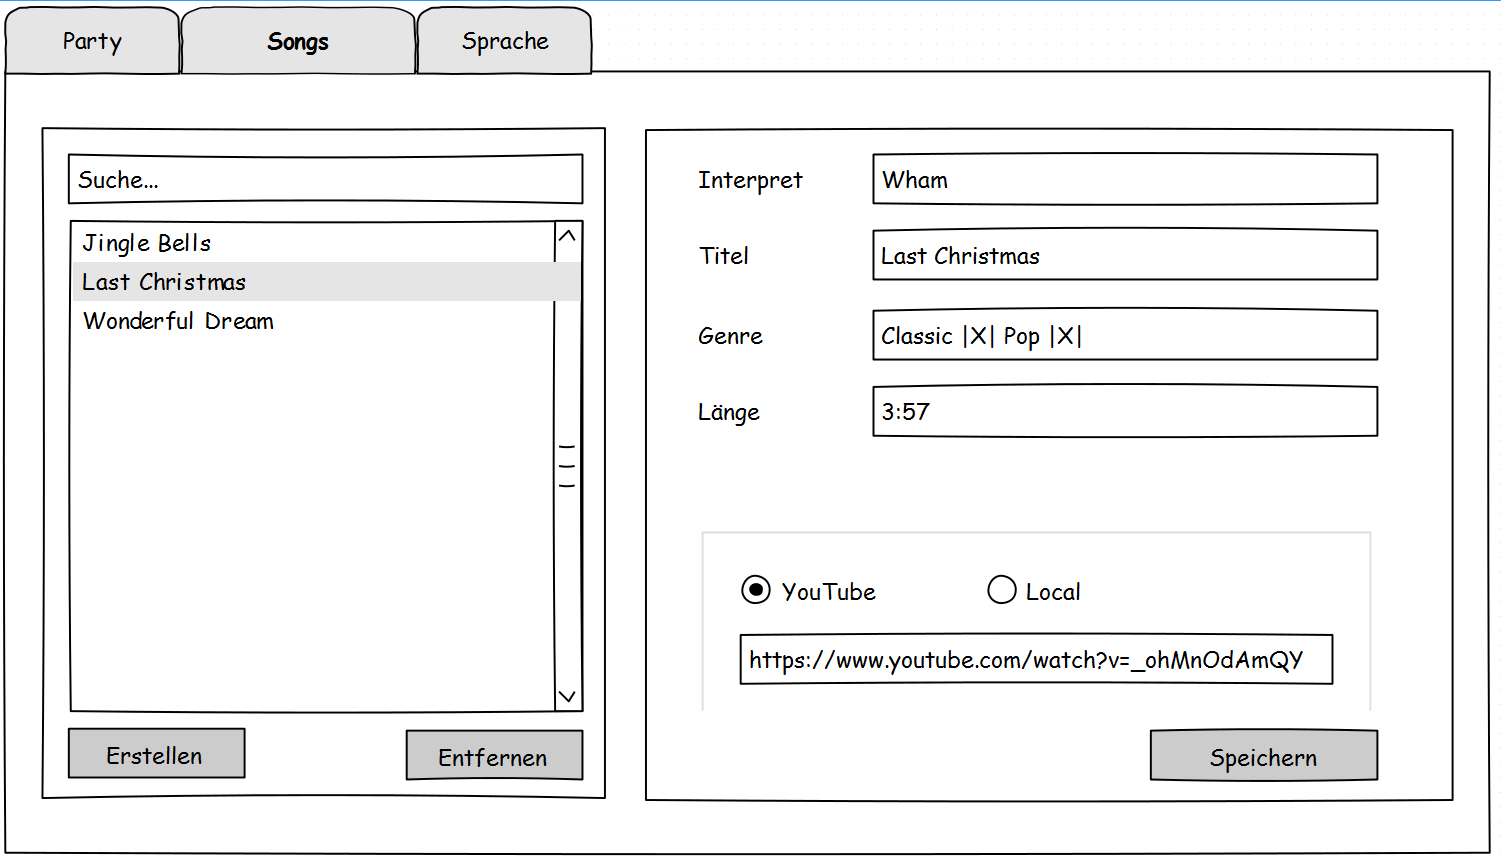 Party
Songs
Sprache
Suche...
Jingle Bells
Last Christmas
Wonderful Dream
Erstellen
Entfernen
Interpret
Wham
Titel
Last Christmas
Genre
Classic |X| Pop |X|
Länge
3:57
YouTube
Local
https://www.youtube.com/watch?v=_ohMnOdAmQY
Speichern